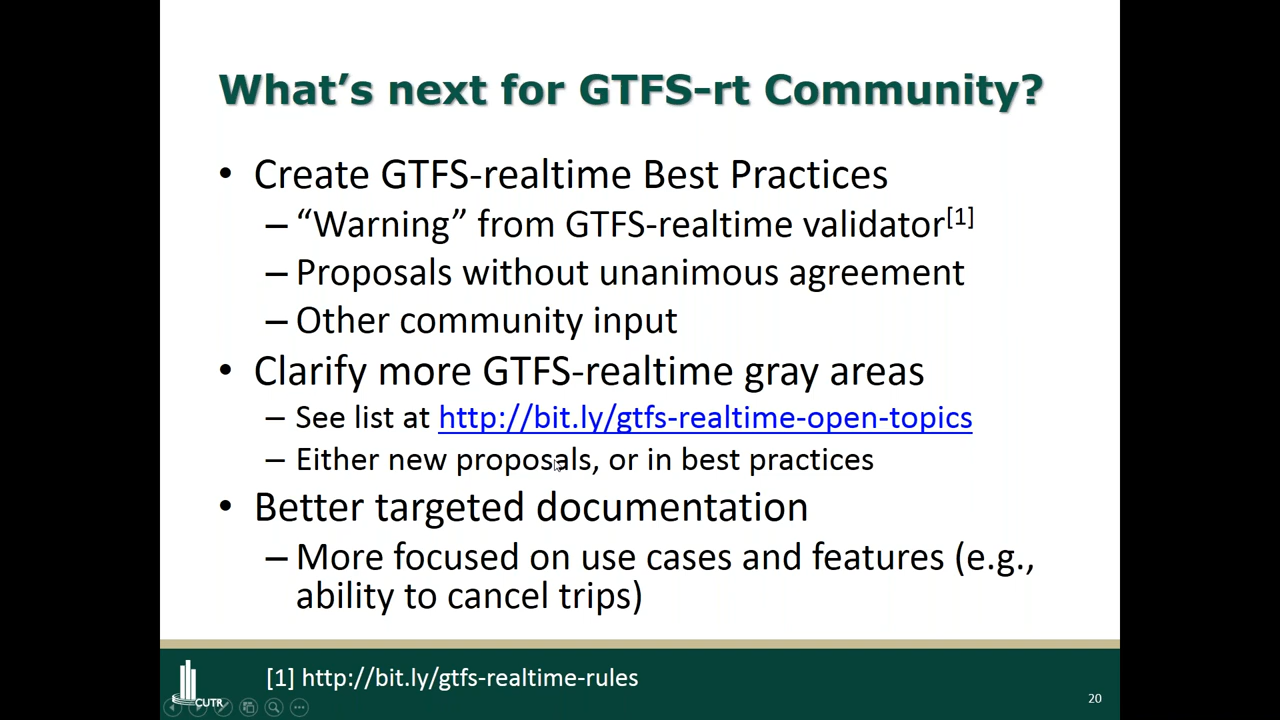 What’s next for GTFS-rt Community?
• Create GTFS-realtime Best Practices
– “Warning” from GTFS-realtime validator[1]
– Proposals without unanimous agreement
– Other community input
• Clarify more GTFS-realtime gray areas
– See list at http://bit.ly/gtfs-realtime-open-topics
– Either new proposals, or in best practices
• Better targeted documentation
– More focused on use cases and features (e.g.,
ability to cancel trips)
[1] http://bit.ly/gtfs-realtime-rules
CUTR
20